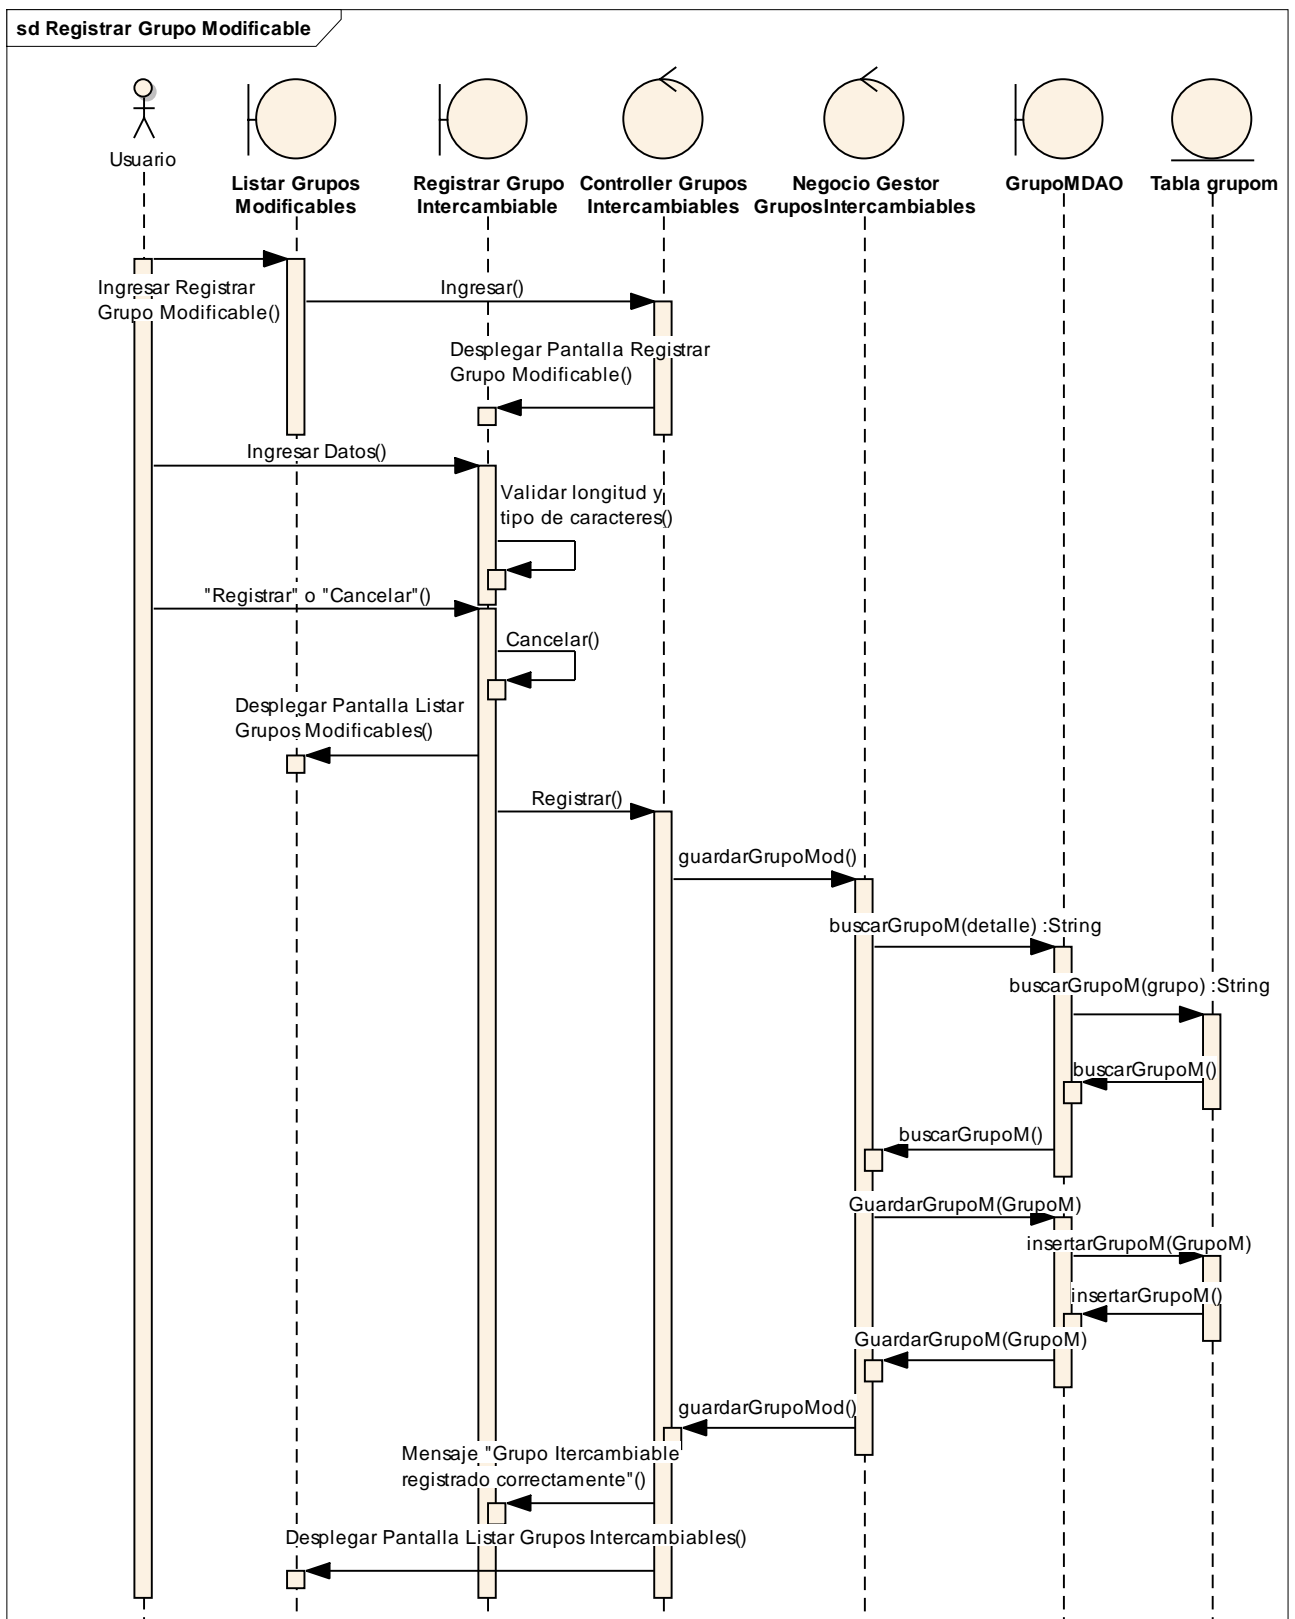 sd Registrar Grupo Modificable
Usuario
Listar Grupos
Modificables
Registrar Grupo
Intercambiable
Controller Grupos
Intercambiables
Negocio Gestor
GruposIntercambiables
GrupoMDAO
Tabla grupom
Ingresar Registrar
Grupo Modificable()
Ingresar()
Desplegar Pantalla Registrar
Grupo Modificable()
Ingresar Datos()
Validar longitud y
tipo de caracteres()
"Registrar" o "Cancelar"()
Cancelar()
Desplegar Pantalla Listar
Grupos Modificables()
Registrar()
guardarGrupoMod()
buscarGrupoM(detalle) :String
buscarGrupoM(grupo) :String
buscarGrupoM()
buscarGrupoM()
GuardarGrupoM(GrupoM)
insertarGrupoM(GrupoM)
insertarGrupoM()
GuardarGrupoM(GrupoM)
guardarGrupoMod()
Mensaje "Grupo Itercambiable
registrado correctamente"()
Desplegar Pantalla Listar Grupos Intercambiables()